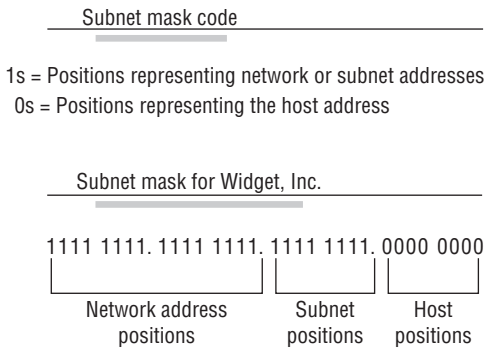 Subnet mask code
1s = Positions representing network or subnet addresses
0s = Positions representing the host address
Subnet mask for Widget, Inc.
1111 1111. 1111 1111. 1111 1111. 0000 0000
Network address positions
Subnet positions
Host positions